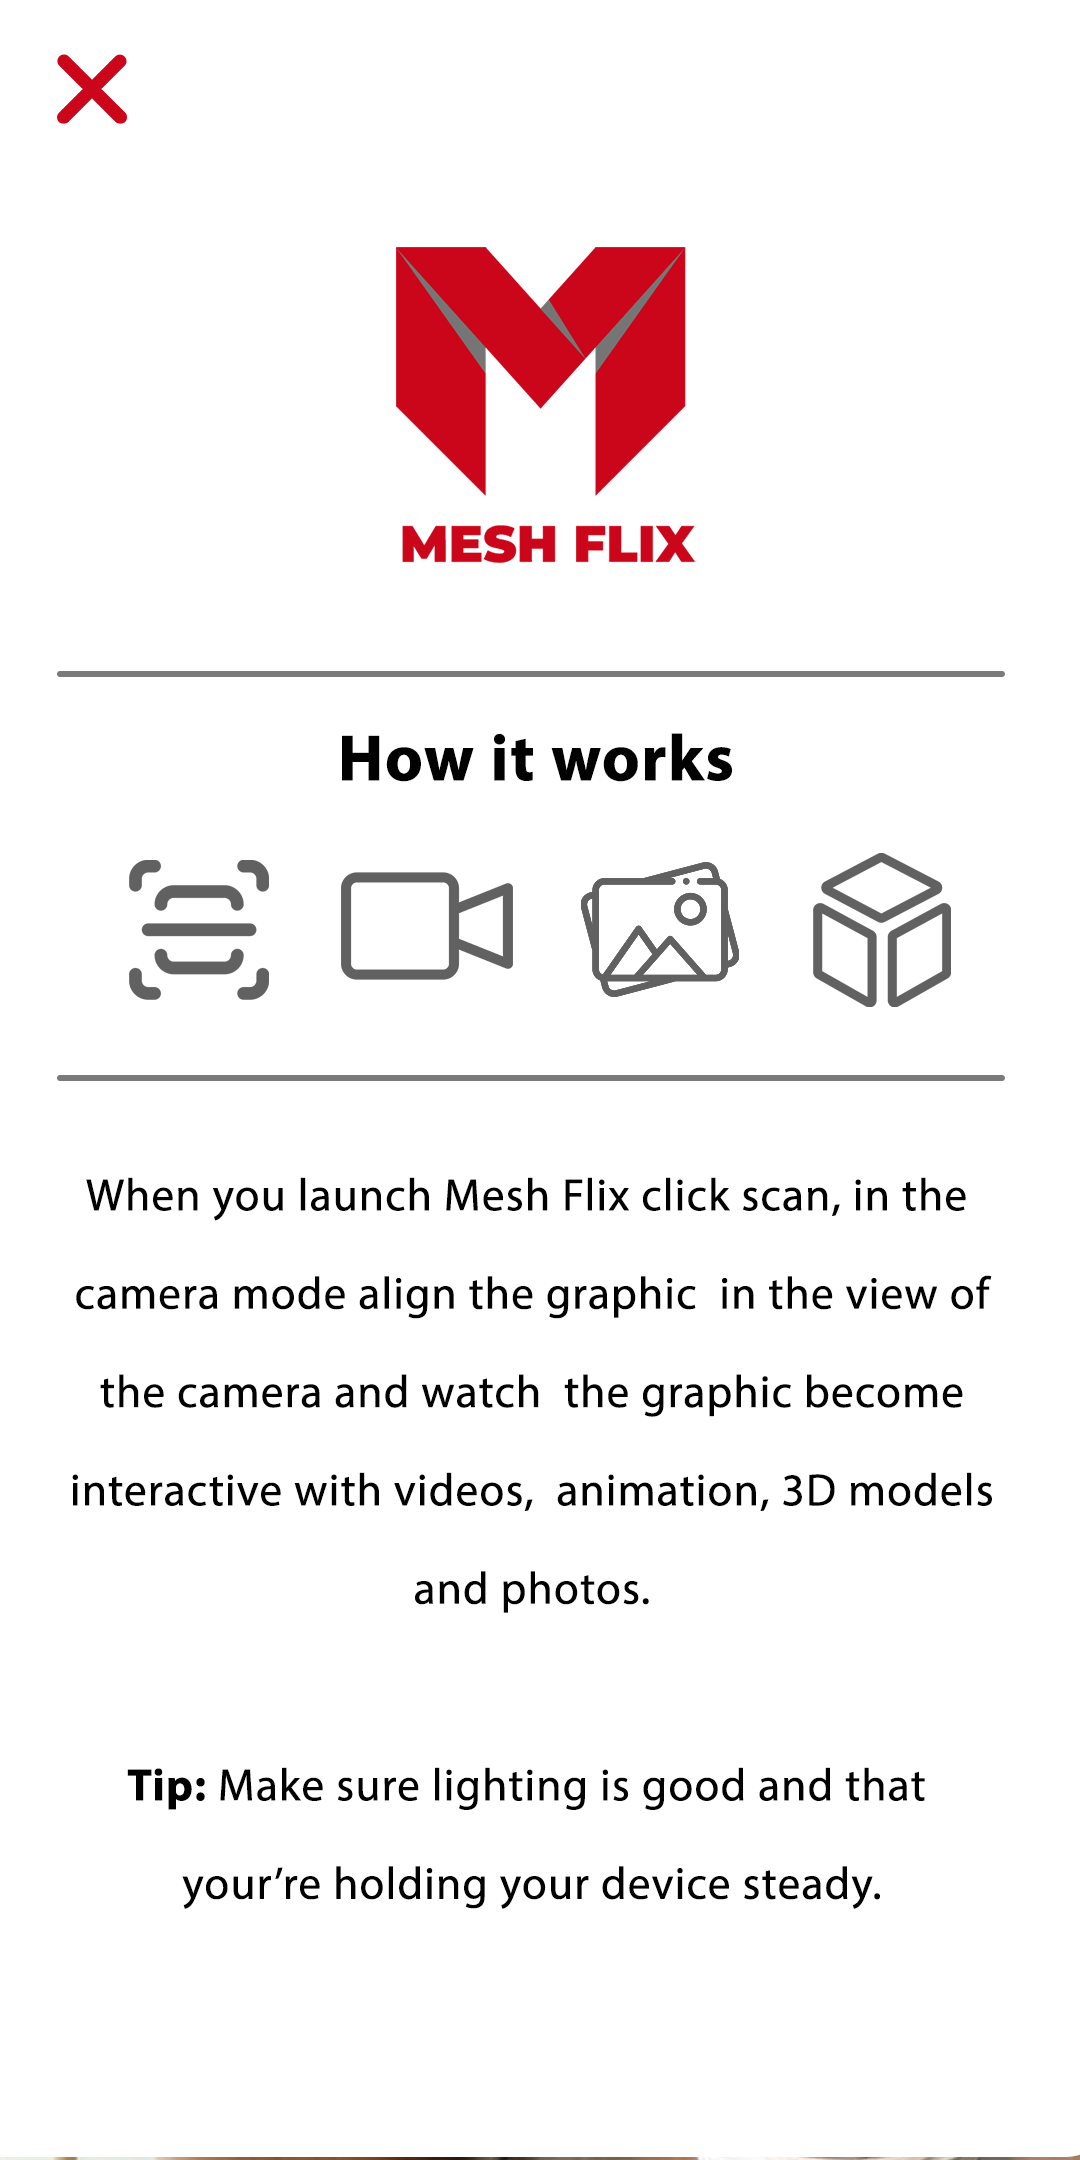 MESH FLIX
How it works
When you launch Mesh Flix click scan, in the
camera mode align the graphic  in the view of
the camera and watch  the graphic become
interactive with videos,  animation, 3D models
and photos.
Tip: Make sure lighting is good and that
your’re holding your device steady.